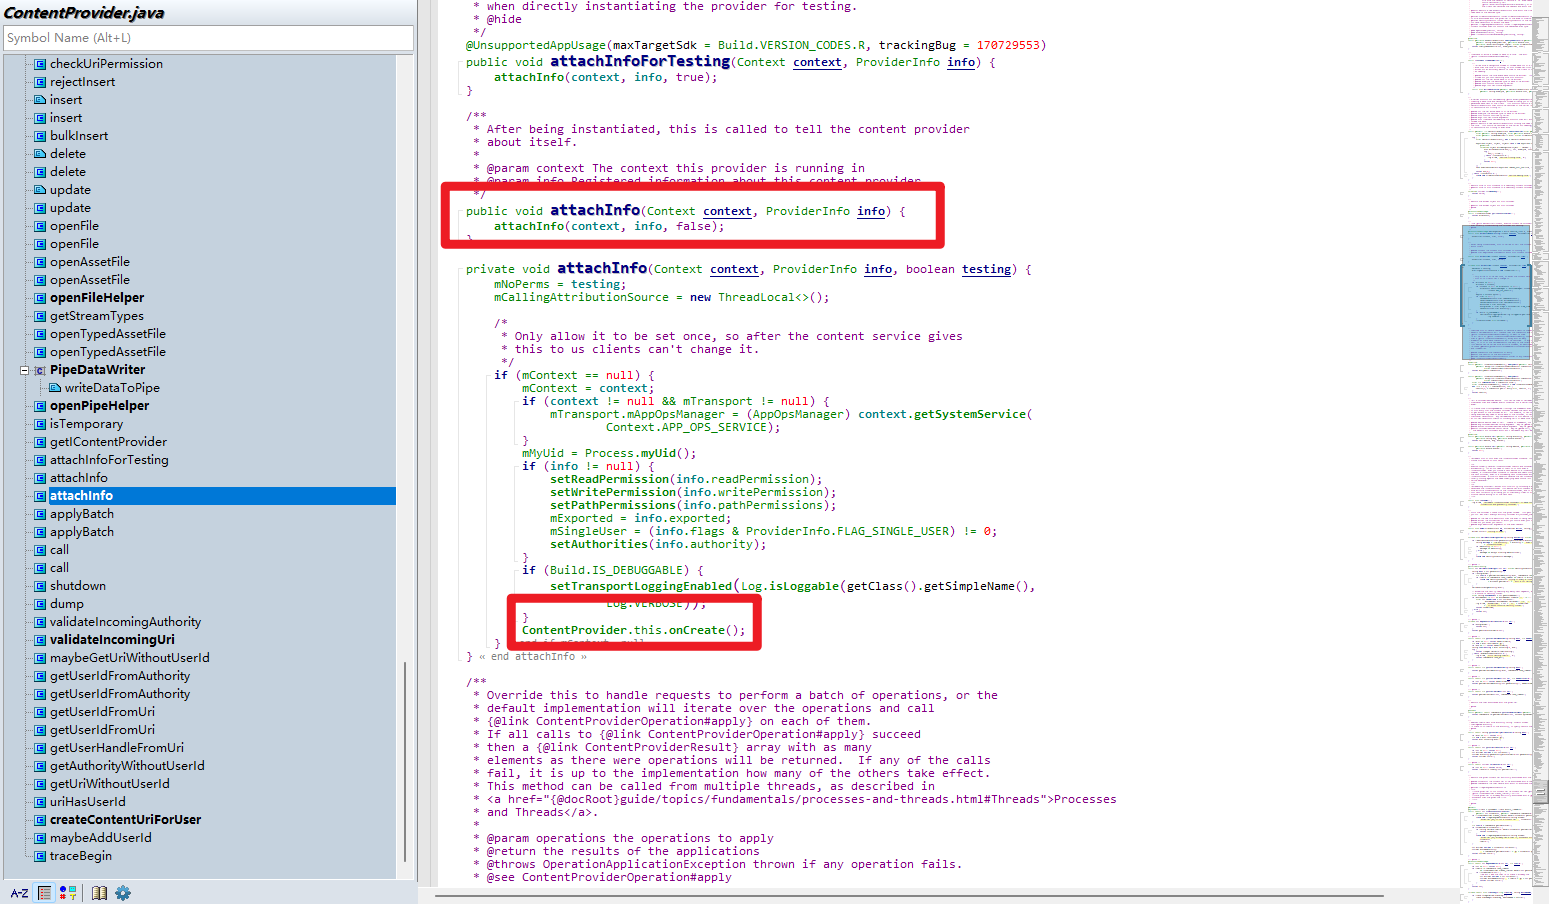 ContentProvider.java
Symbol Name (Alt+L)
checkUriPermission
rejectInsert
insert
insert
bulkInsert
delete
delete
update
update
openFile
openFile
openAssetFile
openAssetFile
openFileHelper
getStreamTypes
openTypedAssetFile
openTypedAssetFile
PipeDataWriter
writeDataToPipe
openPipeHelper
isTemporary
getIContentProvider
attachInfoForTesting
attachInfo
attachInfo
applyBatch
applyBatch
call
call
shutdown
dump
validateIncomingAuthority
validateIncomingUri
maybeGetUriWithoutUserId
getUserIdFromAuthority
getUserIdFromAuthority
getUserIdFromUri
getUserIdFromUri
getUserHandleFromUri
getAuthorityWithoutUserId
getUriWithoutUserId
uriHasUserId
createContentUriForUser
maybeAddUserId
traceBegin
A-Z
* when directly instantiating the provider for testing.
* @hide
*/
@UnsupportedAppUsage(maxTargetSdk = Build.VERSION_CODES.R, trackingBug = 170729553)
public void attachInfoForTesting(Context context, ProviderInfo info) {
attachInfo(context, info, true);
}
/**
* After being instantiated, this is called to tell the content provider
* about itself.
*
* @param context The context this provider is running in
* @param info Registered information about this content provider
*/
public void attachInfo(Context context, ProviderInfo info) {
attachInfo(context, info, false);
}
private void attachInfo(Context context, ProviderInfo info, boolean testing) {
mNoPerms = testing;
mCallingAttributionSource = new ThreadLocal<>();
/*
* Only allow it to be set once, so after the content service gives
* this to us clients can't change it.
*/
if (mContext == null) {
mContext = context;
if (context != null && mTransport != null) {
mTransport.mAppOpsManager = (AppOpsManager) context.getSystemService(
Context.APP_OPS_SERVICE);
}
mMyUid = Process.myUid();
if (info != null) {
setReadPermission(info.readPermission);
setWritePermission(info.writePermission);
setPathPermissions(info.pathPermissions);
mExported = info.exported;
mSingleUser = (info.flags & ProviderInfo.FLAG_SINGLE_USER) != 0;
setAuthorities(info.authority);
}
if (Build.IS_DEBUGGABLE) {
setTransportLoggingEnabled(Log.isLoggable(getClass().getSimpleName(),
Log.VERBOSE));
}
ContentProvider.this.onCreate();
}
} « end attachInfo »
/**
* Override this to handle requests to perform a batch of operations, or the
* default implementation will iterate over the operations and call
* {@link ContentProviderOperation#apply} on each of them.
* If all calls to {@link ContentProviderOperation#apply} succeed
* then a {@link ContentProviderResult} array with as many
* elements as there were operations will be returned.  If any of the calls
* fail, it is up to the implementation how many of the others take effect.
* This method can be called from multiple threads, as described in
* <a href="{@docRoot}guide/topics/fundamentals/processes-and-threads.html#Threads">Processes
* and Threads</a>.
*
* @param operations the operations to apply
* @return the results of the applications
* @throws OperationApplicationException thrown if any operation fails.
* @see ContentProviderOperation#apply